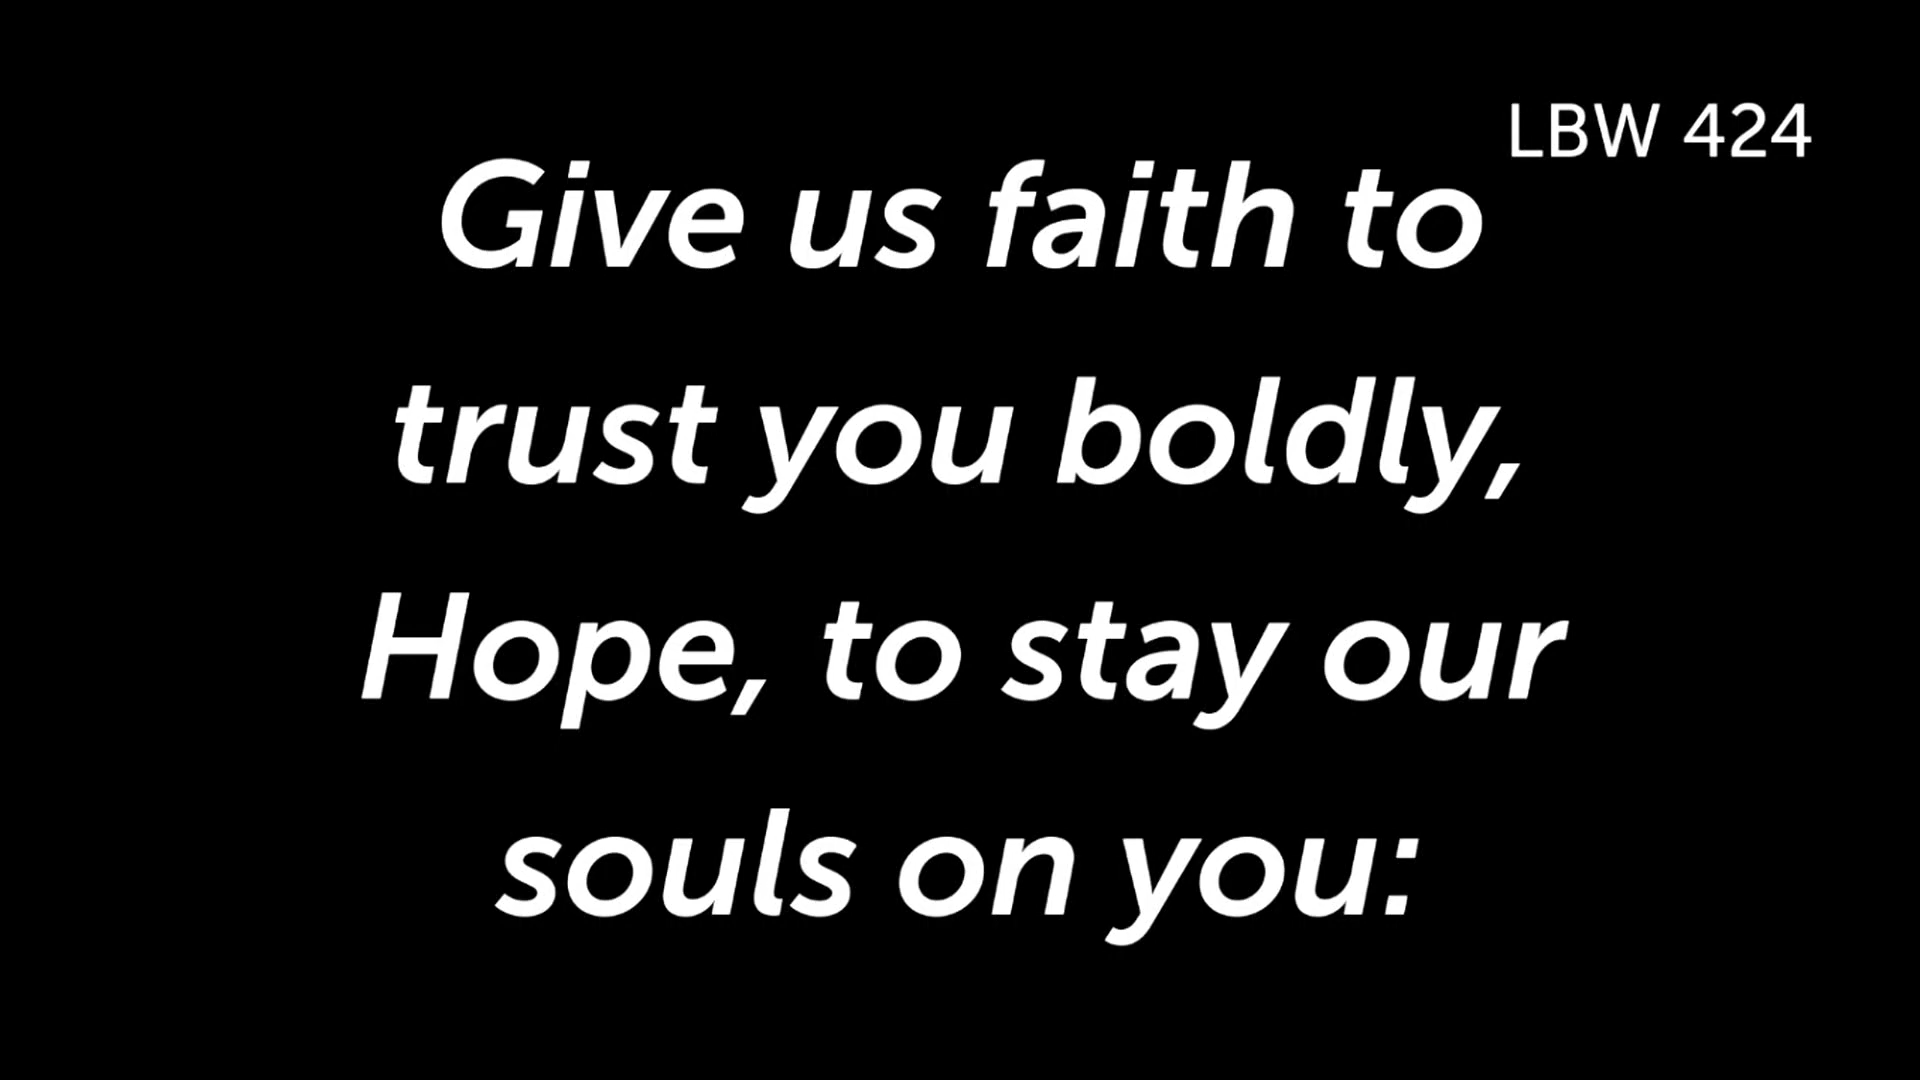 LBW 424
Give us faith to
trust you boldly,
Hope, to stay our
souls on you: